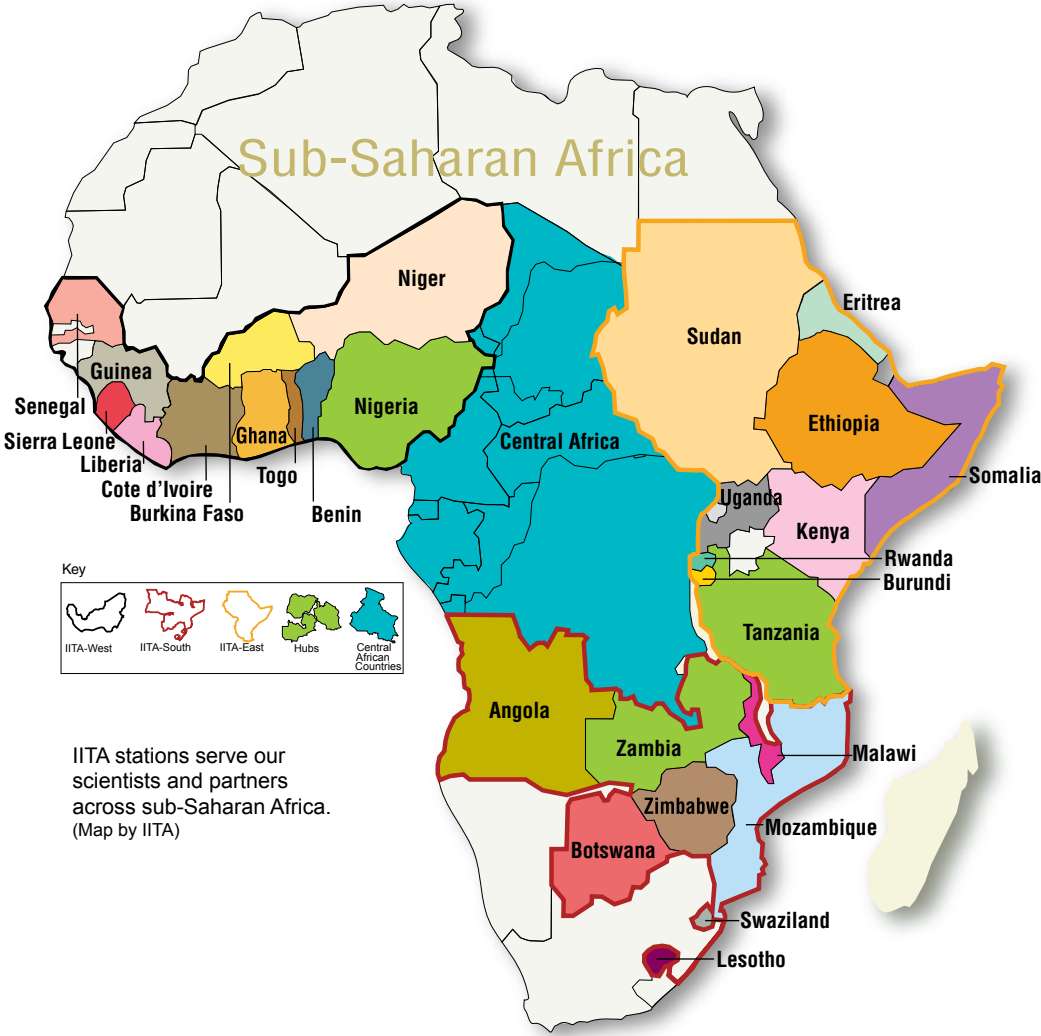 Sub-Saharan Africa
Niger
Eritrea
Sudan
Guinea
Senegal
Nigeria
Ethiopia
Ghana
Central Africa
Sierra Leone
Liberia
Togo
Somalia
Cote d'Ivoire
Burkina Faso
Benin
Uganda
Kenya
Rwanda
Burundi
Key
IITA-West
IITA-South
IITA-East
Hubs
Central
African
Countries
Tanzania
Angola
Zambia
Malawi
IITA stations serve our
scientists and partners
across sub-Saharan Africa.
(Map by IITA)
Zimbabwe
Mozambique
Botswana
Swaziland
Lesotho